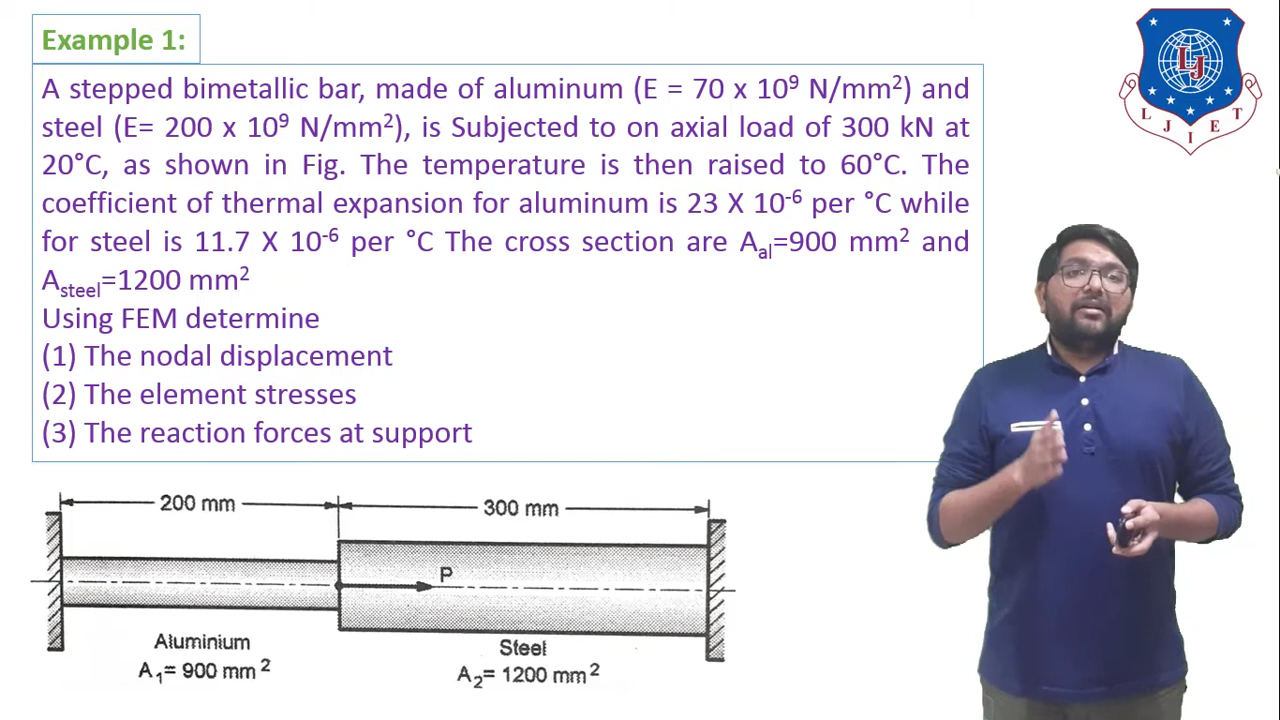 Example 1:
A stepped bimetallic bar, made of aluminum (E = 70 x 10⁹ N/mm²) and
steel (E= 200 x 10⁹ N/mm²), is Subjected to on axial load of 300 kN at
20°C, as shown in Fig. The temperature is then raised to 60°C. The
coefficient of thermal expansion for aluminum is 23 X 10⁻⁶ per °C while
for steel is 11.7 X 10⁻⁶ per °C The cross section are Aₐₗ=900 mm² and
Aₛₜₑₑₗ=1200 mm²
Using FEM determine
(1) The nodal displacement
(2) The element stresses
(3) The reaction forces at support
200 mm
300 mm
P
Aluminium
A₁= 900 mm²
Steel
A₂= 1200 mm²
LJ
LJIET